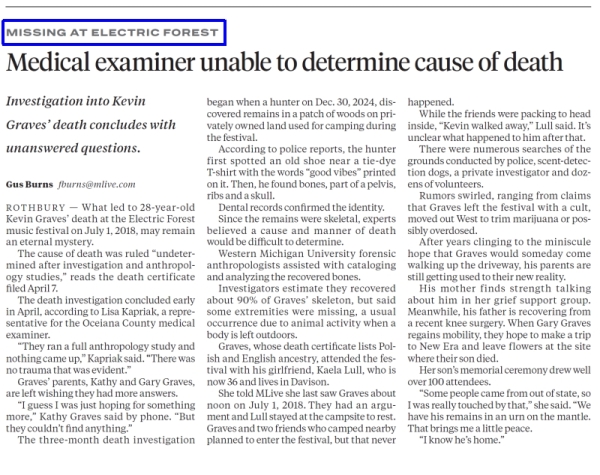 MISSING AT ELECTRIC FOREST
Medical examiner unable to determine cause of death
Investigation into Kevin
Graves' death concludes with
unanswered questions.
Gus Burns fburns@mlive.com
ROTHBURY — What led to 28-year-old
Kevin Graves' death at the Electric Forest
music festival on July 1, 2018, may remain
an eternal mystery.
The cause of death was ruled "undeter-
mined after investigation and anthropol-
ogy studies," reads the death certificate
filed April 7.
The death investigation concluded early
in April, according to Lisa Kapriak, a repre-
sentative for the Oceana County medical
examiner.
"They ran a full anthropology study and
nothing came up," Kapriak said. "There was
no trauma that was evident."
Graves' parents, Kathy and Gary Graves,
are left wishing they had more answers.
"I guess I was just hoping for something
more," Kathy Graves said by phone. "But
they couldn't find anything."
The three-month death investigation
began when a hunter on Dec. 30, 2024, dis-
covered remains in a patch of woods on pri-
vately owned land used for camping during
the festival.
According to police reports, the hunter
first spotted an old shoe near a tie-dye
T-shirt with the words "good vibes" printed
on it. Then, he found bones, part of a pelvis,
ribs and a skull.
Dental records confirmed the identity.
Since the remains were skeletal, experts
believed a cause and manner of death
would be difficult to determine.
Western Michigan University forensic
anthropologists assisted with cataloging
and analyzing the recovered bones.
Investigators estimate they recovered
about 90% of Graves' skeleton, but said
some extremities were missing, a usual
occurrence due to animal activity when a
body is left outdoors.
Graves, whose death certificate lists Pol-
ish and English ancestry, attended the fes-
tival with his girlfriend, Kaela Lull, who is
now 36 and lives in Davison.
She told MLive she last saw Graves about
noon on July 1, 2018. They had an argu-
ment and Lull stayed at the campsite to rest.
Graves and two friends who camped nearby
planned to enter the festival, but that never
happened.
While the friends were packing to head
inside, "Kevin walked away," Lull said. It's
unclear what happened to him after that.
There were numerous searches of the
grounds conducted by police, scent-detec-
tion dogs, a private investigator and doz-
ens of volunteers.
Rumors swirled, ranging from claims
that Graves left the festival with a cult,
moved out West to trim marijuana or pos-
sibly overdosed.
After years clinging to the miniscule
hope that Graves would someday come
walking up the driveway, his parents are
still getting used to their new reality.
His mother finds strength talking
about him in her grief support group.
Meanwhile, his father is recovering from
a recent knee surgery. When Gary Graves
regains mobility, they hope to make a trip
to New Era and leave flowers at the site
where their son died.
Her son's memorial ceremony drew well
over 100 attendees.
"Some people came from out of state, so
I was really touched by that," she said. "We
have his remains in an urn on the mantle.
That brings me a little peace.
"I know he's home."